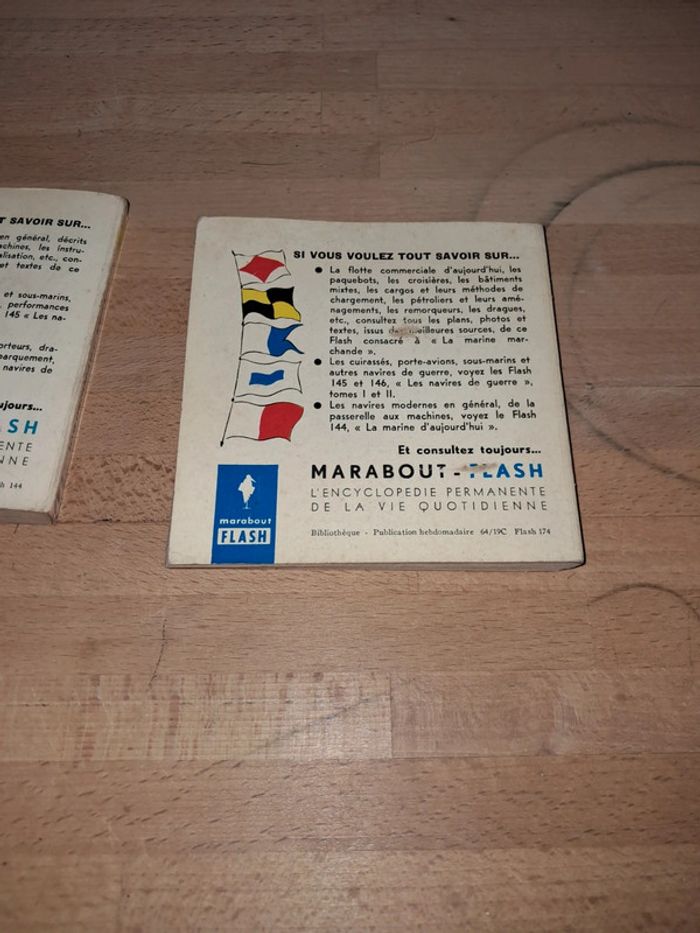 T SAVOIR SUR...
en général, décrits
achines, les instru-
alisation, etc., con-
et textes de ce
et sous-marins,
, performances
145 « Les na-
orteurs, dra-
barquement,
navires de
ujours...
ASH
ENTE
NNE
h 144
SI VOUS VOULEZ TOUT SAVOIR SUR...
● La flotte commerciale d'aujourd'hui, les
paquebots, les croisières, les bâtiments
mixtes, les cargos et leurs méthodes de
chargement, les pétroliers et leurs amé-
nagements, les remorqueurs, les dragues,
etc., consultez tous les plans, photos et
textes, issus des meilleures sources, de ce
Flash consacré à « La marine mar-
chande ».
● Les cuirassés, porte-avions, sous-marins et
autres navires de guerre, voyez les Flash
145 et 146, « Les navires de guerre »,
tomes I et II.
● Les navires modernes en général, de la
passerelle aux machines, voyez le Flash
144, « La marine d'aujourd'hui ».
Et consultez toujours...
MARABOUT - FLASH
L'ENCYCLOPEDIE PERMANENTE
DE LA VIE QUOTIDIENNE
Bibliothèque - Publication hebdomadaire 64/19C Flash 174
marabout
FLASH